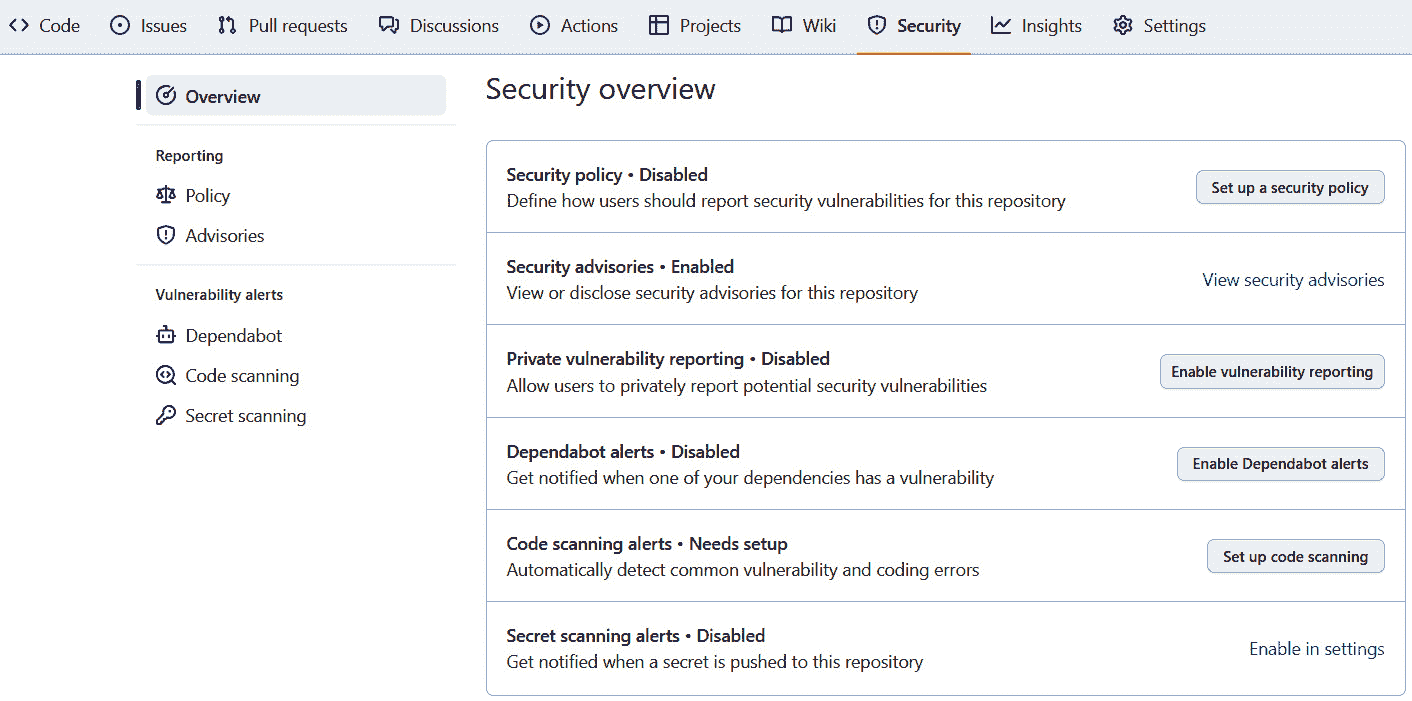 Code Issues Pull requests Discussions Actions Projects Wiki Security Insights Settings
Overview
Reporting
Policy
Advisories
Vulnerability alerts
Dependabot
Code scanning
Secret scanning
Security overview
Security policy • Disabled
Define how users should report security vulnerabilities for this repository
Set up a security policy
Security advisories • Enabled
View or disclose security advisories for this repository
View security advisories
Private vulnerability reporting • Disabled
Allow users to privately report potential security vulnerabilities
Enable vulnerability reporting
Dependabot alerts • Disabled
Get notified when one of your dependencies has a vulnerability
Enable Dependabot alerts
Code scanning alerts • Needs setup
Automatically detect common vulnerability and coding errors
Set up code scanning
Secret scanning alerts • Disabled
Get notified when a secret is pushed to this repository
Enable in settings